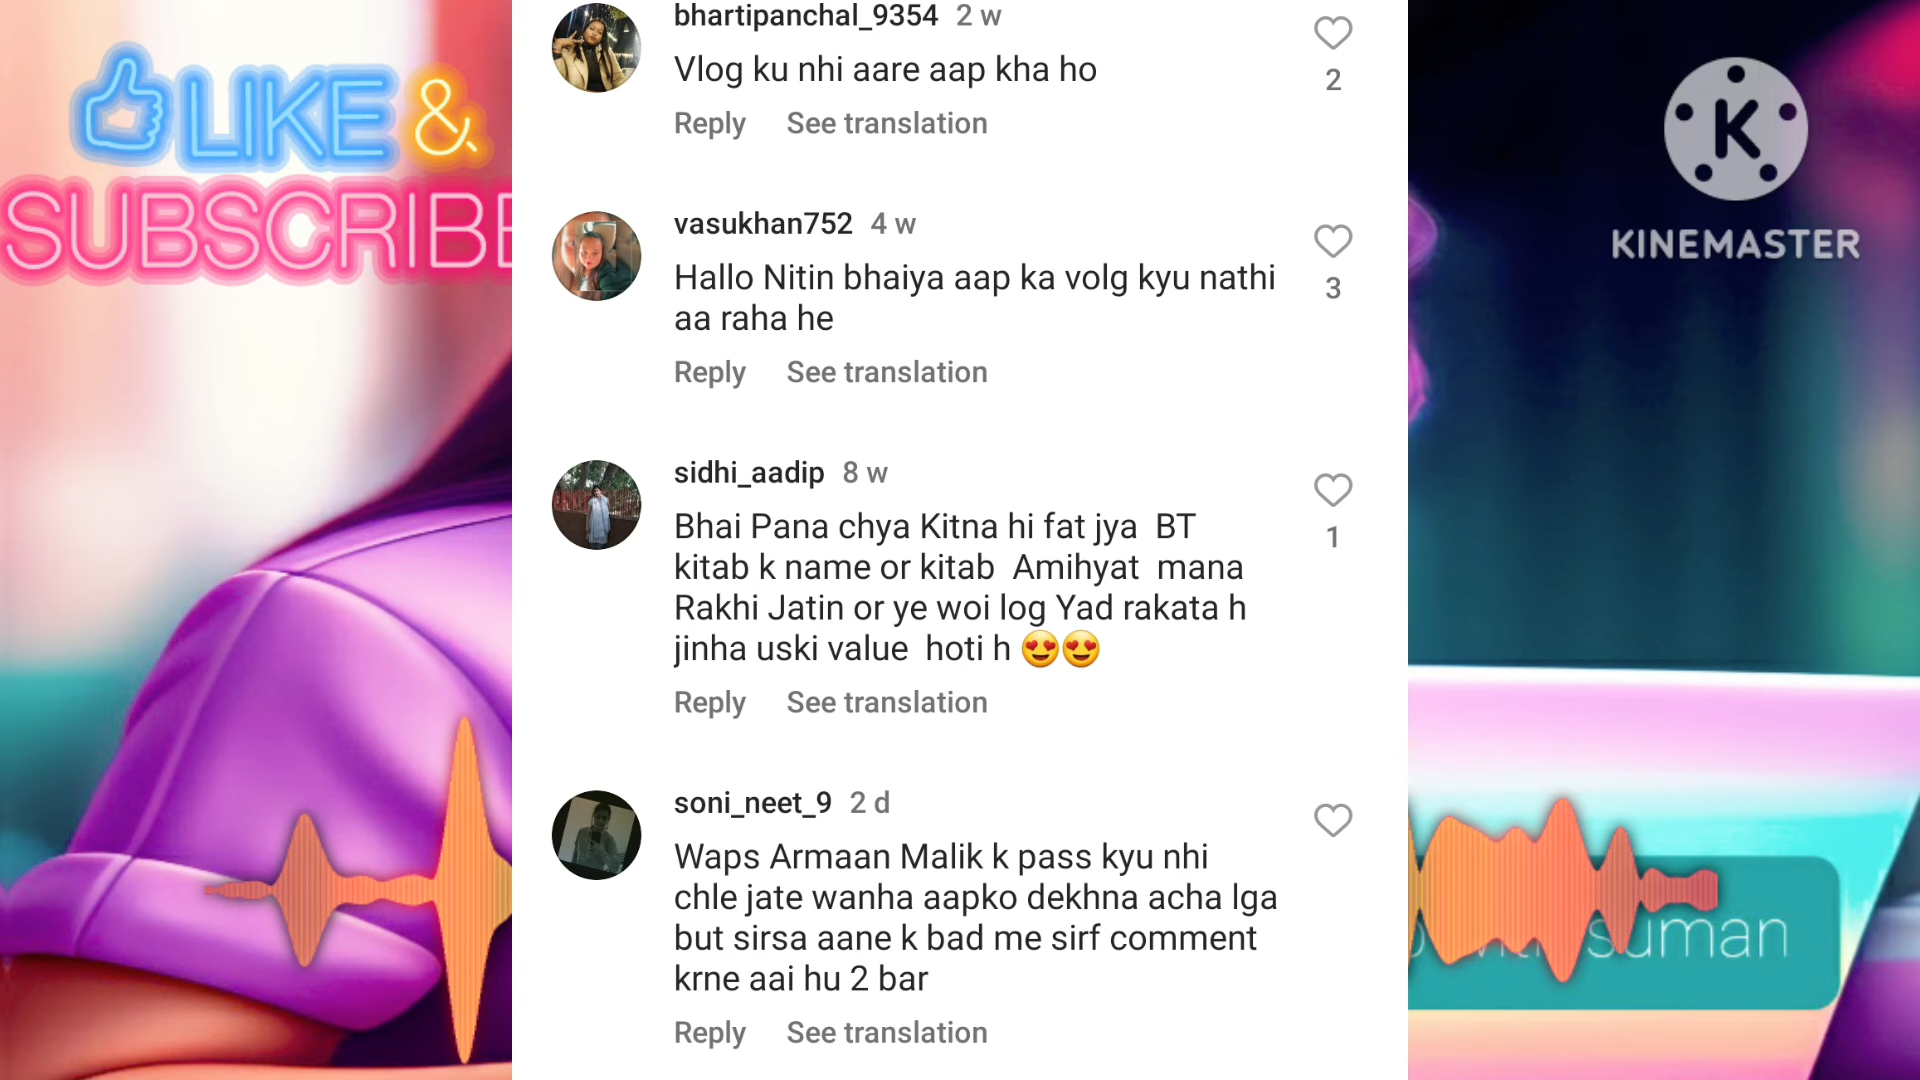 LIKE &
SUBSCRIBE
bhartipanchal_9354 2 w
Vlog ku nhi aare aap kha ho
2
Reply See translation
vasukhan752 4 w
Hallo Nitin bhaiya aap ka volg kyu nathi
aa raha he
3
Reply See translation
sidhi_aadip 8 w
Bhai Pana chya Kitna hi fat jya BT
kitab k name or kitab Amihyat mana
Rakhi Jatin or ye woi log Yad rakata h
jinha uski value hoti h 😍😍
1
Reply See translation
soni_neet_9 2 d
Waps Armaan Malik k pass kyu nhi
chle jate wanha aapko dekhna acha lga
but sirsa aane k bad me sirf comment
krne aai hu 2 bar
Reply See translation
K
KINEMASTER
suman